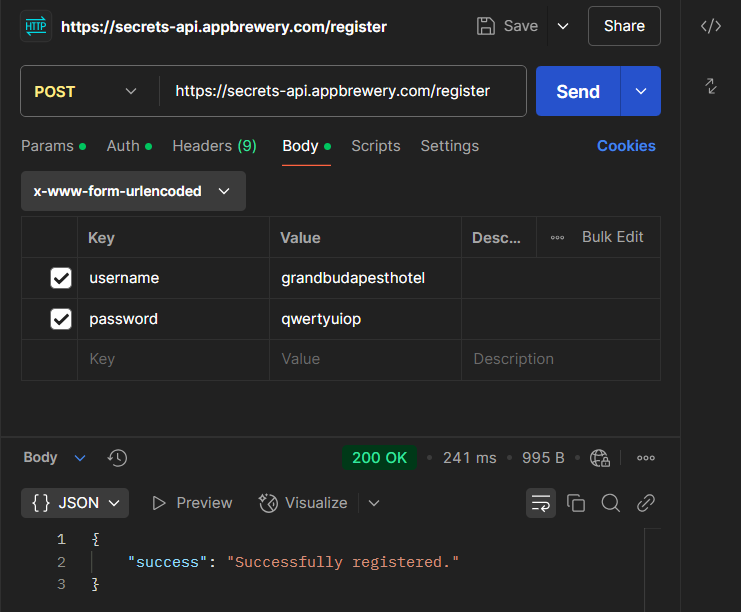 HTTP https://secrets-api.appbrewery.com/register Save Share </>
POST https://secrets-api.appbrewery.com/register Send
Params Auth Headers (9) Body Scripts Settings Cookies
x-www-form-urlencoded
Key Value Desc... Bulk Edit
username grandbudapesthotel
password qwertyuiop
Key Value Description
Body 200 OK 241 ms 995 B
{ } JSON Preview Visualize
1 {
2 "success": "Successfully registered."
3 }